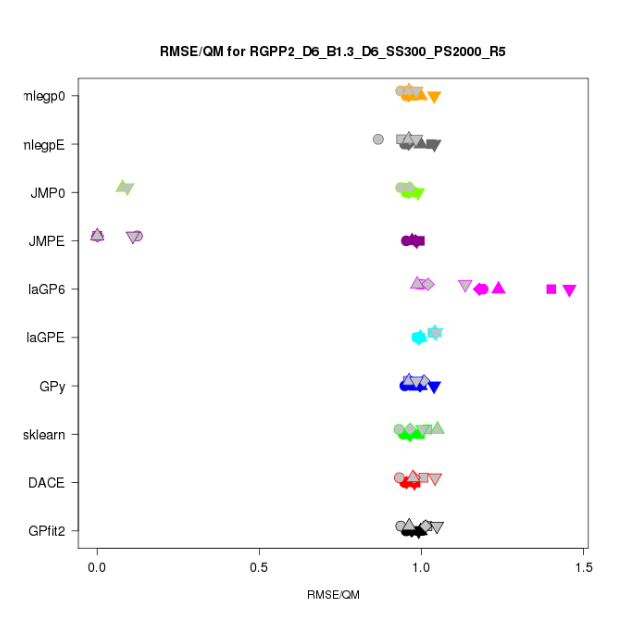 RMSE/QM for RGPP2_D6_B1.3_D6_SS300_PS2000_R5
mlegp0
mlegpE
JMP0
JMPE
laGP6
laGPE
GPy
sklearn
DACE
GPfit2
0.0 0.5 1.0 1.5
RMSE/QM